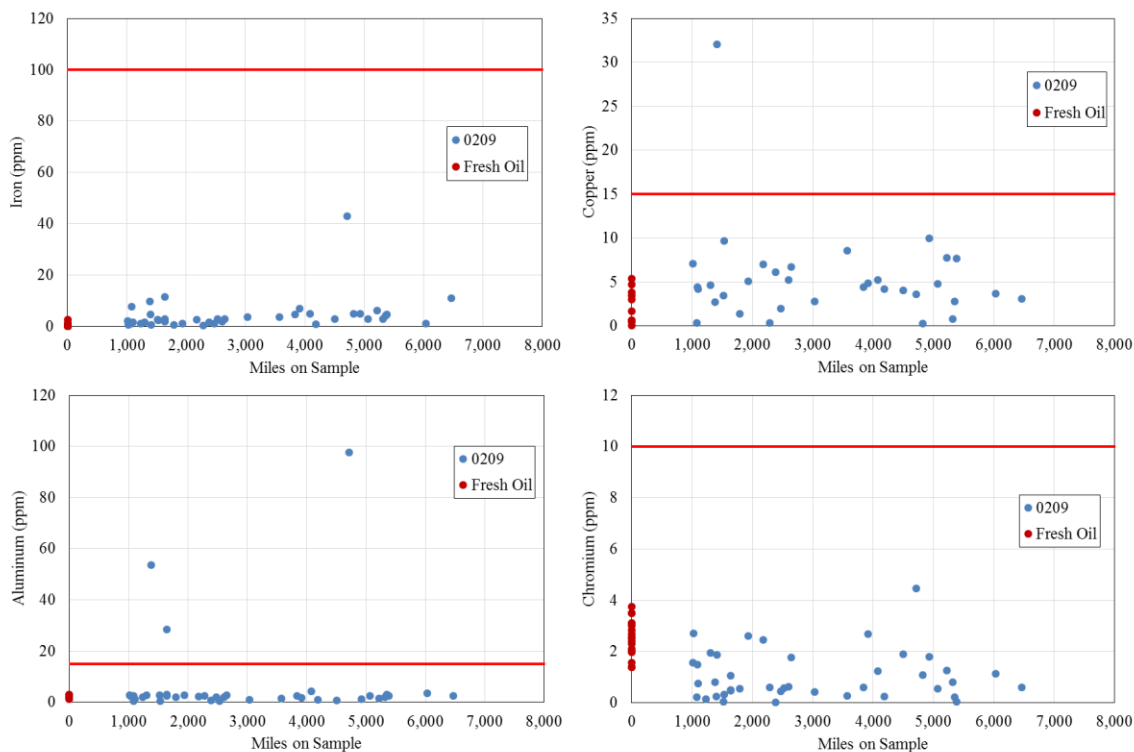 120
100
80
60
40
20
0
Iron (ppm)
0209
Fresh Oil
0 1,000 2,000 3,000 4,000 5,000 6,000 7,000 8,000
Miles on Sample
35
30
25
20
15
10
5
0
Copper (ppm)
0209
Fresh Oil
0 1,000 2,000 3,000 4,000 5,000 6,000 7,000 8,000
Miles on Sample
120
100
80
60
40
20
0
Aluminum (ppm)
0209
Fresh Oil
0 1,000 2,000 3,000 4,000 5,000 6,000 7,000 8,000
Miles on Sample
12
10
8
6
4
2
0
Chromium (ppm)
0209
Fresh Oil
0 1,000 2,000 3,000 4,000 5,000 6,000 7,000 8,000
Miles on Sample